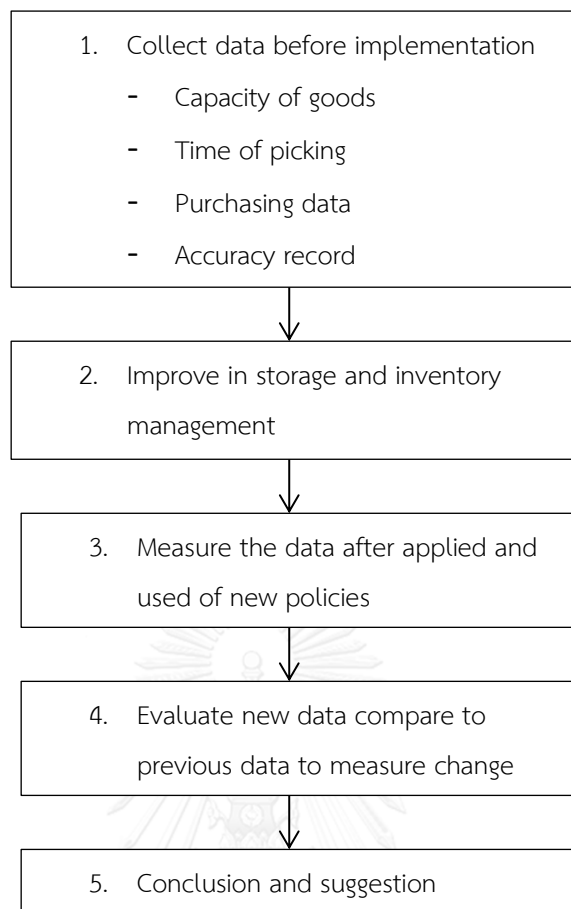 1. Collect data before implementation
- Capacity of goods
- Time of picking
- Purchasing data
- Accuracy record
2. Improve in storage and inventory
management
3. Measure the data after applied and
used of new policies
4. Evaluate new data compare to
previous data to measure change
5. Conclusion and suggestion